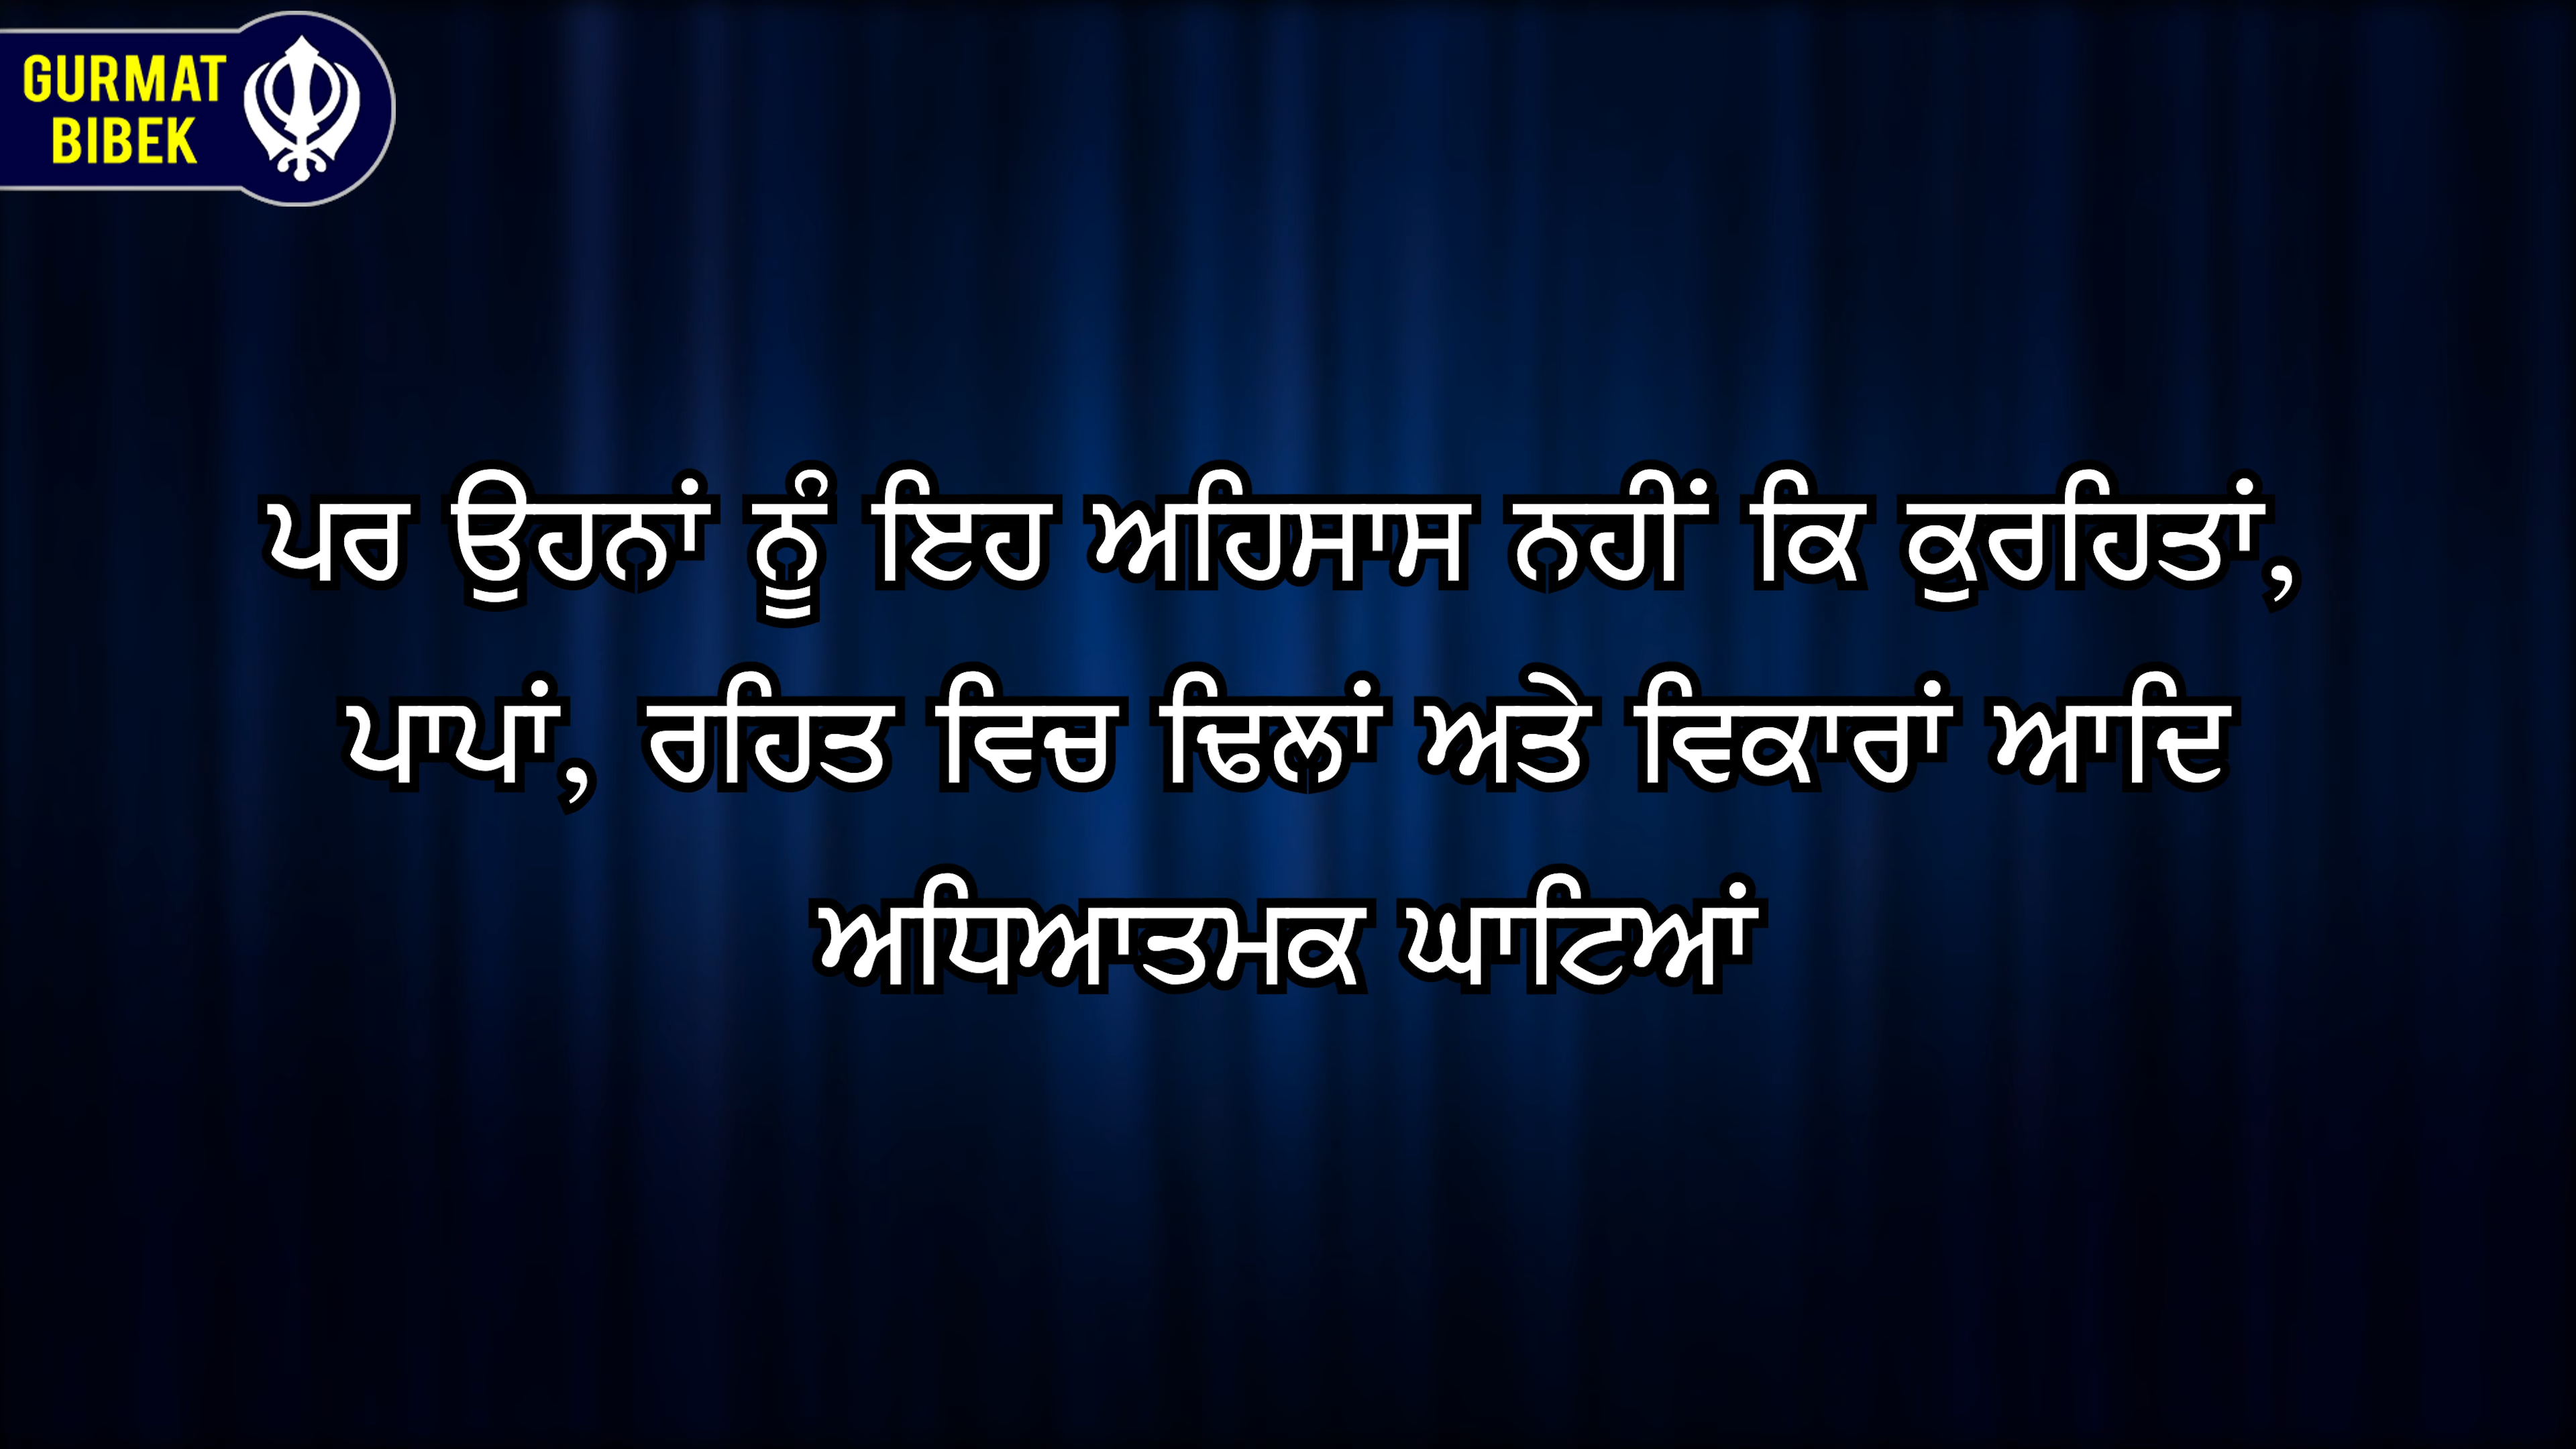 GURMAT
BIBEK
ਪਰ ਉਹਨਾਂ ਨੂੰ ਇਹ ਅਹਿਸਾਸ ਨਹੀਂ ਕਿ ਕੁਰਹਿਤਾਂ,
ਪਾਪਾਂ, ਰਹਿਤ ਵਿਚ ਢਿਲਾਂ ਅਤੇ ਵਿਕਾਰਾਂ ਆਦਿ
ਅਧਿਆਤਮਕ ਘਾਟਿਆਂ